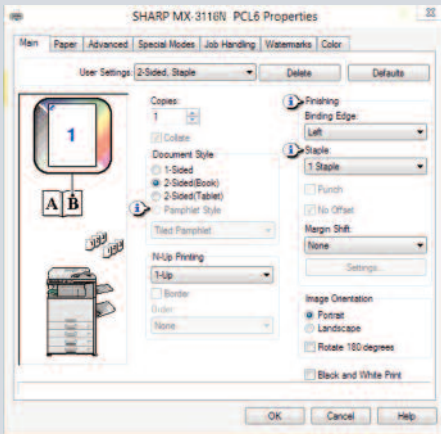 SHARP MX-3116N PCL6 Properties
Main Paper Advanced Special Modes Job Handling Watermarks Color
User Settings: 2-Sided, Staple Delete Defaults
1
A B
Copies:
1
Collate
Document Style
1-Sided
2-Sided(Book)
2-Sided(Tablet)
Pamphlet Style
Tiled Pamphlet
N-Up Printing
1-Up
Border
Order:
None
Finishing
Binding Edge:
Left
Staple:
1 Staple
Punch
No Offset
Margin Shift:
None
Settings...
Image Orientation
Portrait
Landscape
Rotate 180 degrees
Black and White Print
OK Cancel Help